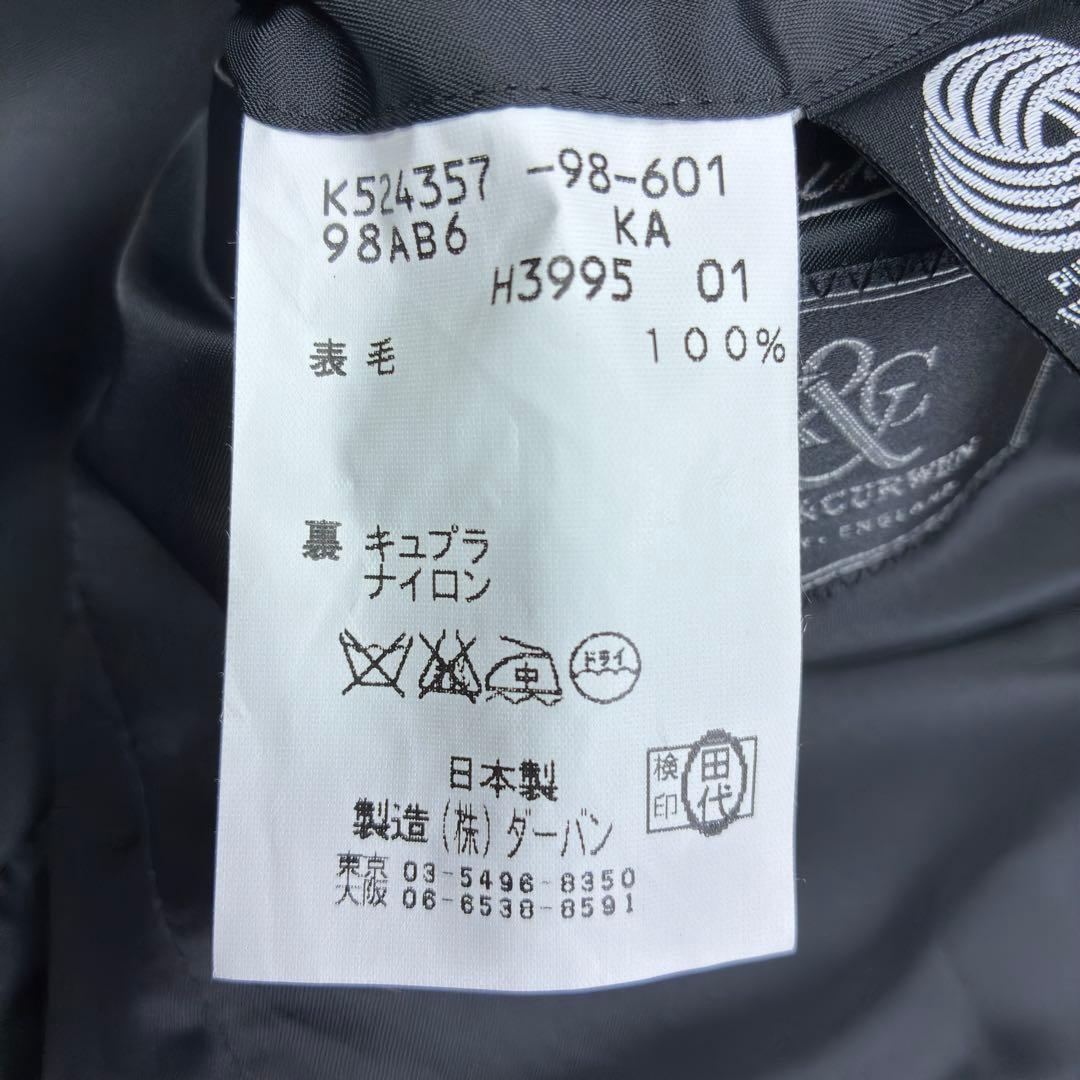 K524357 -98-601
98AB6 KA
H3995 01
表 毛 100%
裏 キュプラ
ナイロン
中
ドライ
日本製
検印 田代
製造(株)ダーバン
東京 03-5496-8350
大阪 06-6538-8591
CURWEN
ENGLAND